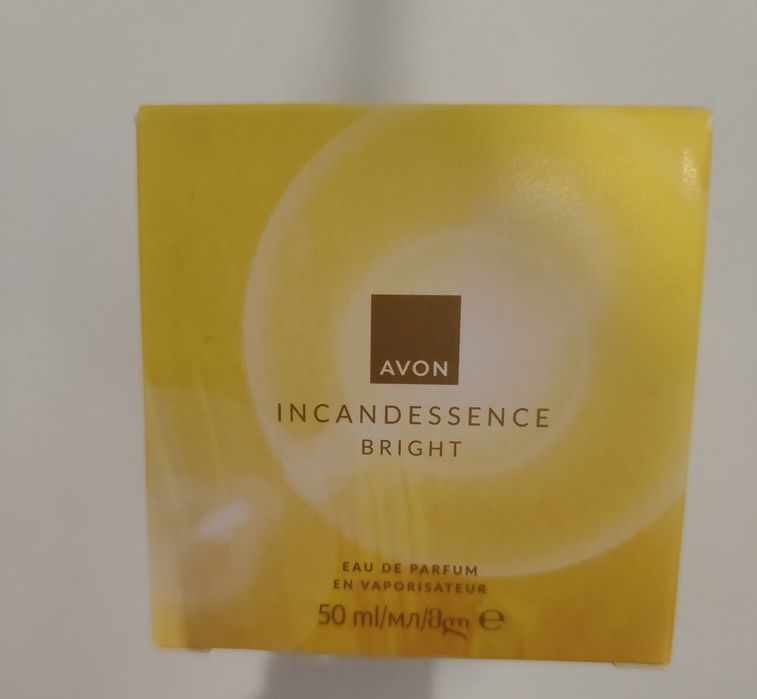 AVON
INCANDESSENCE
BRIGHT
EAU DE PARFUM
EN VAPORISATEUR
50 ml/мл/მლ ℮